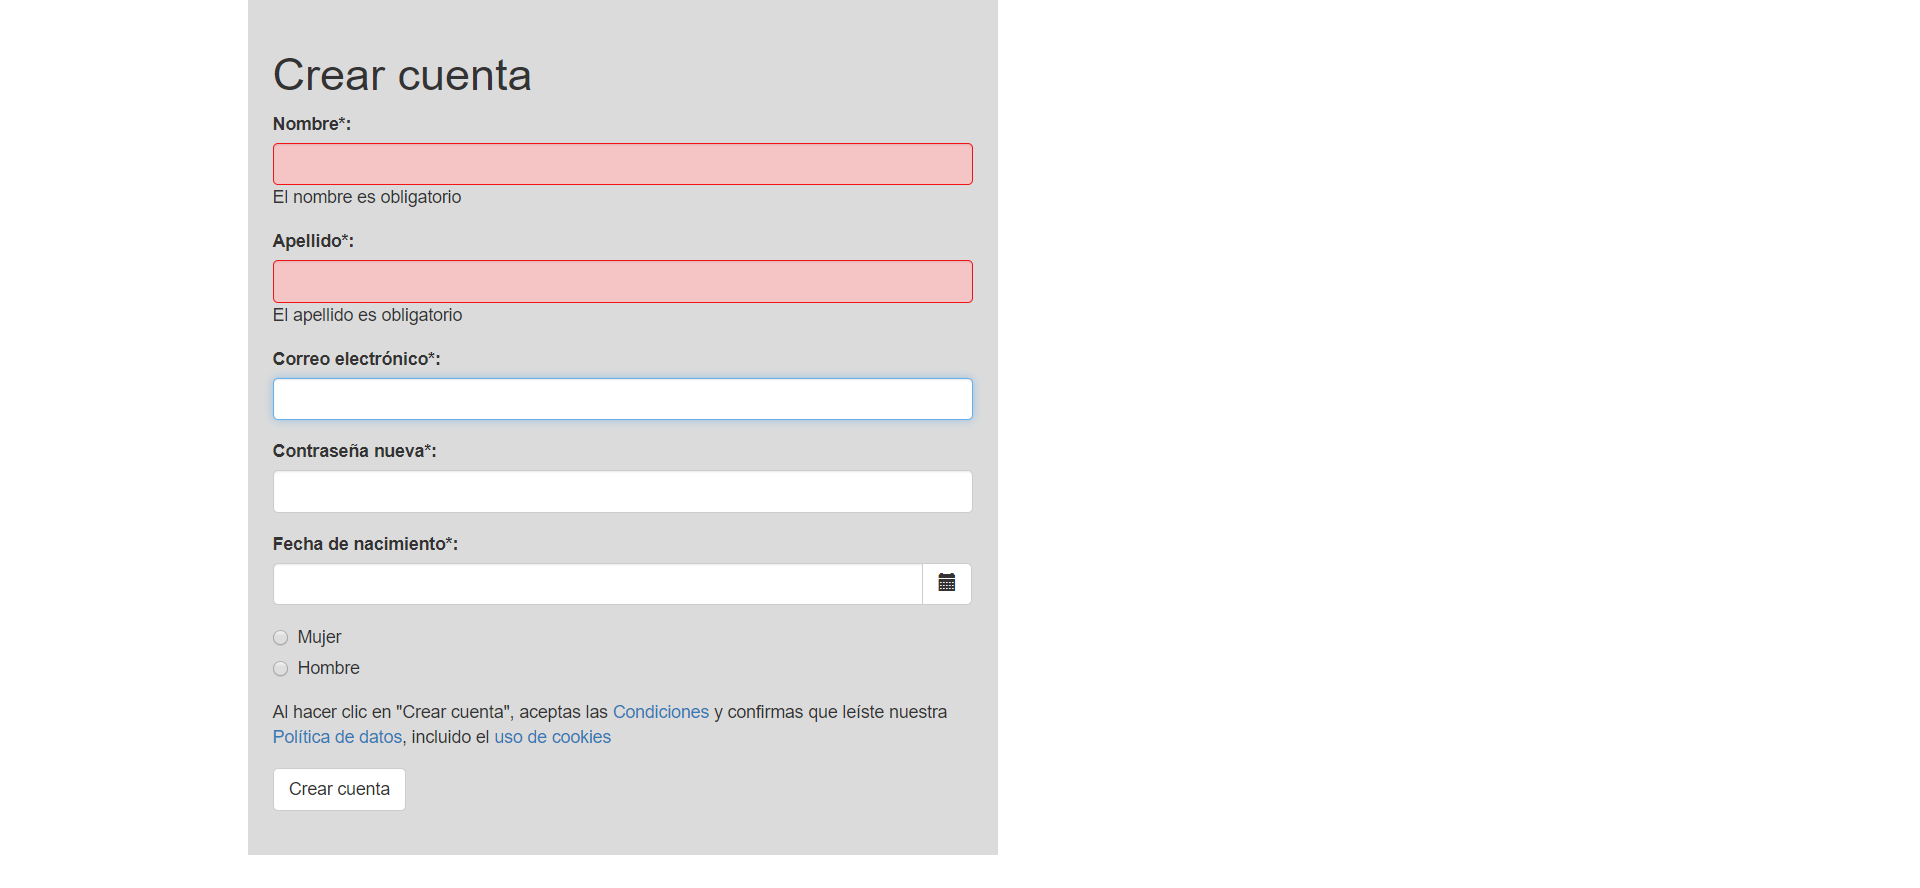 Crear cuenta
Nombre*:
El nombre es obligatorio
Apellido*:
El apellido es obligatorio
Correo electrónico*:
Contraseña nueva*:
Fecha de nacimiento*:
Mujer
Hombre
Al hacer clic en "Crear cuenta", aceptas las Condiciones y confirmas que leíste nuestra
Política de datos, incluido el uso de cookies
Crear cuenta